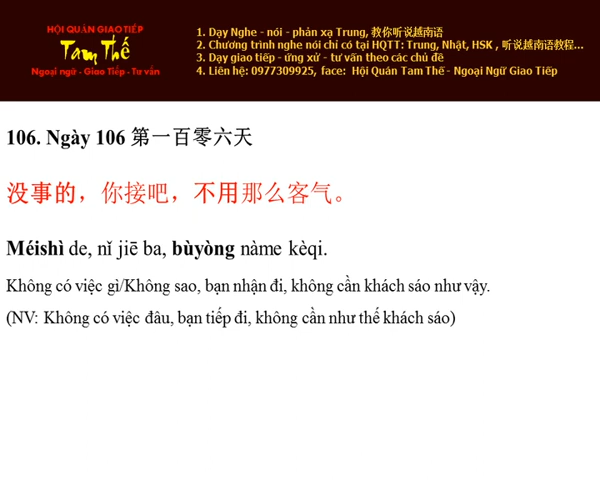 HỘI QUÁN GIAO TIẾP
Tam Thế
Ngoại ngữ - Giao Tiếp - Tư vấn
1. Dạy Nghe - nói - phản xạ Trung, 教你听说越南语
2. Chương trình nghe nói chỉ có tại HQTT: Trung, Nhật, HSK , 听说越南语教程...
3. Dạy giao tiếp - ứng xử - tư vấn theo các chủ đề
4. Liên hệ: 0977309925, face: Hội Quán Tam Thế - Ngoại Ngữ Giao Tiếp
106. Ngày 106 第一百零六天
没事的，你接吧，不用那么客气。
Méishì de, nǐ jiē ba, bùyòng nàme kèqi.
Không có việc gì/Không sao, bạn nhận đi, không cần khách sáo như vậy.
(NV: Không có việc đâu, bạn tiếp đi, không cần như thế khách sáo)